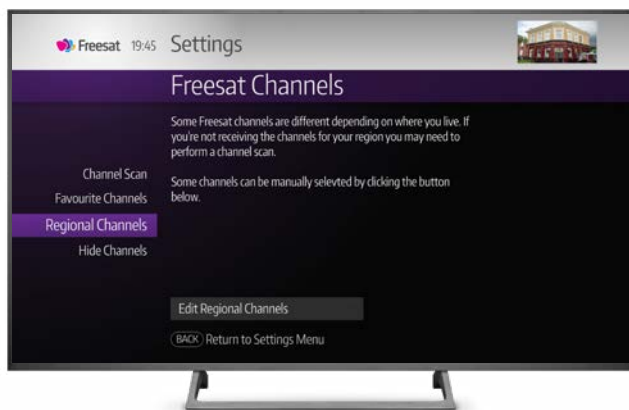 Freesat 19:45 Settings
Freesat Channels
Some Freesat channels are different depending on where you live. If
you're not receiving the channels for your region you may need to
perform a channel scan.
Some channels can be manually selevted by clicking the button
below.
Channel Scan
Favourite Channels
Regional Channels
Hide Channels
Edit Regional Channels
BACK Return to Settings Menu